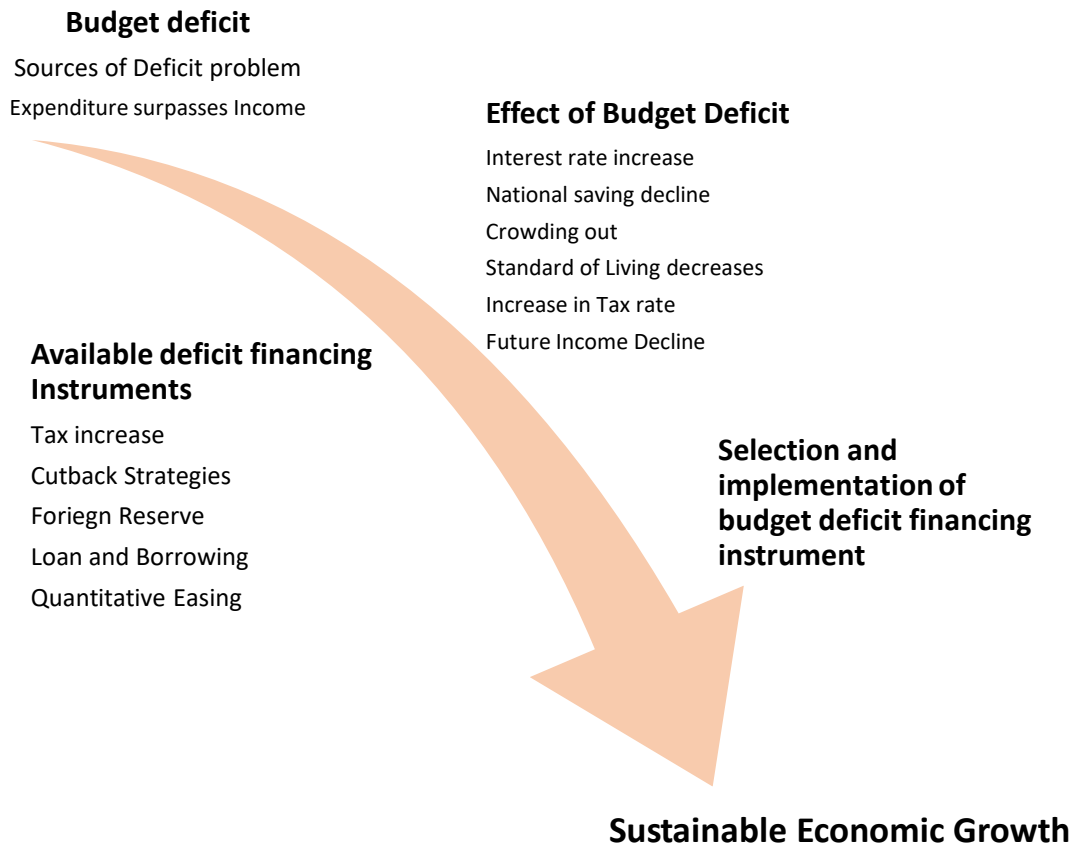 Budget deficit
Sources of Deficit problem
Expenditure surpasses Income
Effect of Budget Deficit
Interest rate increase
National saving decline
Crowding out
Standard of Living decreases
Increase in Tax rate
Future Income Decline
Available deficit financing
Instruments
Tax increase
Cutback Strategies
Foriegn Reserve
Loan and Borrowing
Quantitative Easing
Selection and
implementation of
budget deficit financing
instrument
Sustainable Economic Growth